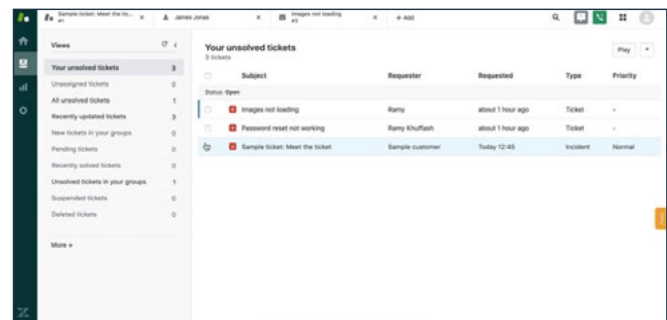 Sample ticket: Meet the tic...
#1
James Jonas
Images not loading
#3
+ Add
Views
Your unsolved tickets 3
Unassigned tickets 0
All unsolved tickets 1
Recently updated tickets 3
New tickets in your groups 0
Pending tickets 0
Recently solved tickets 0
Unsolved tickets in your groups 1
Suspended tickets 0
Deleted tickets 0
More »
Your unsolved tickets
3 tickets
Play
Subject Requester Requested Type Priority
Status: Open
Images not loading Ramy about 1 hour ago Ticket -
Password reset not working Ramy Khuffash about 1 hour ago Ticket -
Sample ticket: Meet the ticket Sample customer Today 12:45 Incident Normal